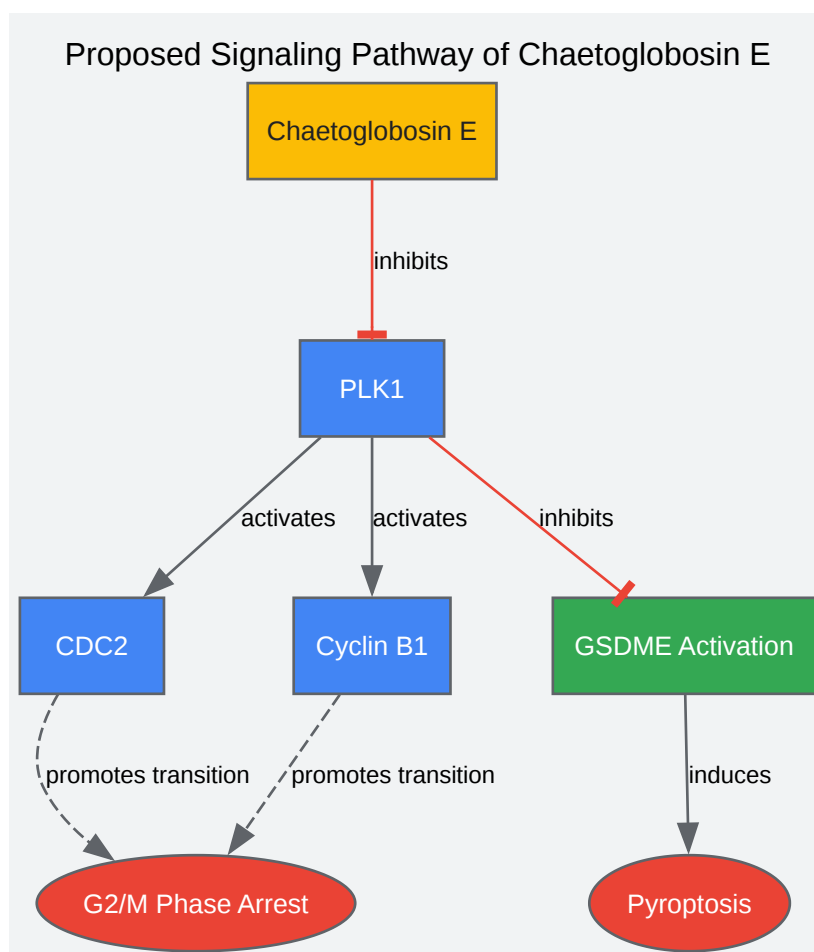 Proposed Signaling Pathway of Chaetoglobosin E
Chaetoglobosin E
inhibits
PLK1
activates
activates
inhibits
CDC2
Cyclin B1
GSDME Activation
promotes transition
promotes transition
induces
G2/M Phase Arrest
Pyroptosis